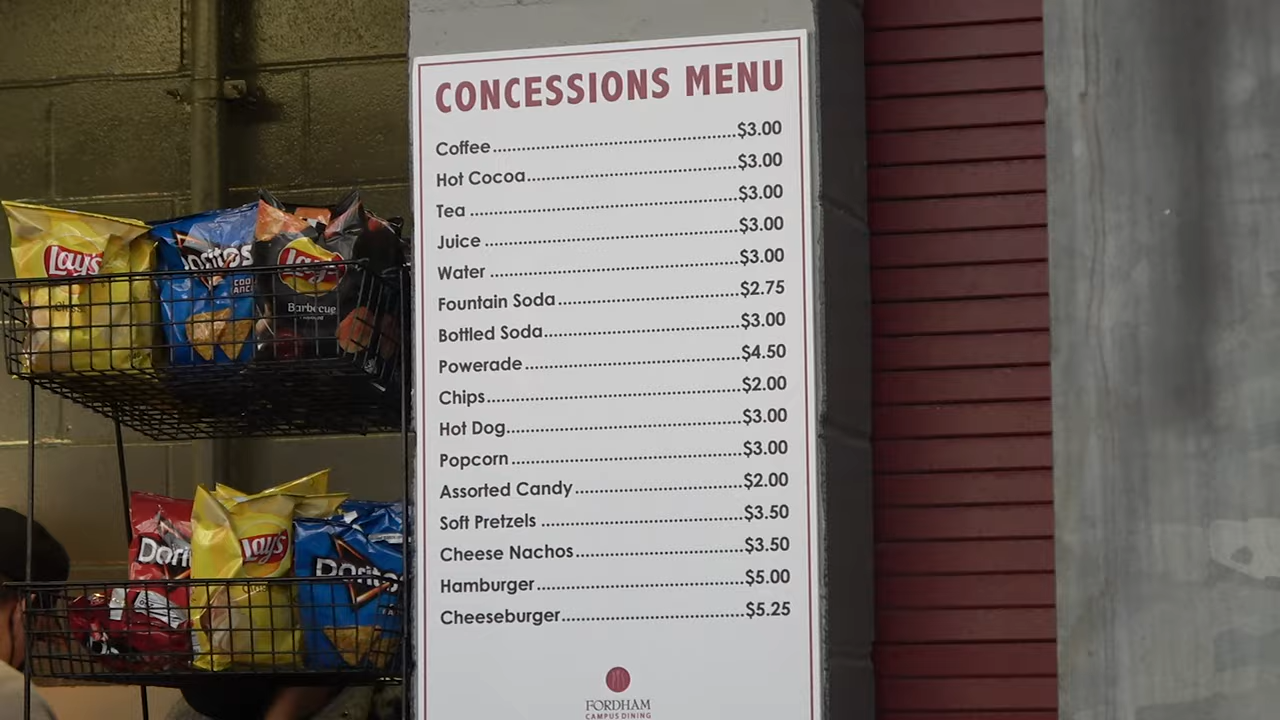 CONCESSIONS MENU
Coffee $3.00
Hot Cocoa $3.00
Tea $3.00
Juice $3.00
Water $3.00
Fountain Soda $2.75
Bottled Soda $3.00
Powerade $4.50
Chips $2.00
Hot Dog $3.00
Popcorn $3.00
Assorted Candy $2.00
Soft Pretzels $3.50
Cheese Nachos $3.50
Hamburger $5.00
Cheeseburger $5.25
FORDHAM
CAMPUS DINING
Lay's
Doritos
Lay's
Barbecue
Lay's
Doritos